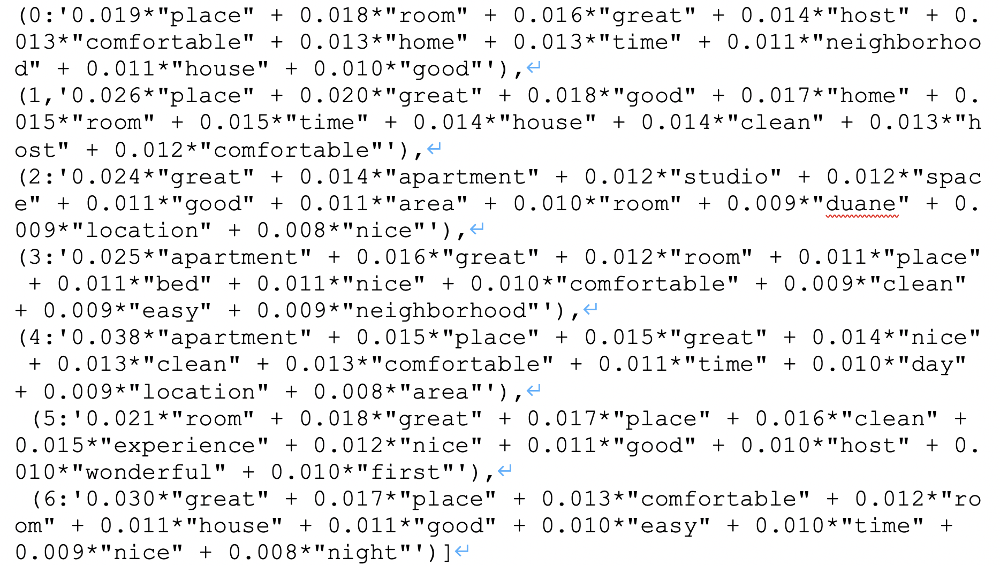 (0:'0.019*"place" + 0.018*"room" + 0.016*"great" + 0.014*"host" + 0.
013*"comfortable" + 0.013*"home" + 0.013*"time" + 0.011*"neighborhoo
d" + 0.011*"house" + 0.010*"good"'),↵
(1,'0.026*"place" + 0.020*"great" + 0.018*"good" + 0.017*"home" + 0.
015*"room" + 0.015*"time" + 0.014*"house" + 0.014*"clean" + 0.013*"h
ost" + 0.012*"comfortable"'),↵
(2:'0.024*"great" + 0.014*"apartment" + 0.012*"studio" + 0.012*"spac
e" + 0.011*"good" + 0.011*"area" + 0.010*"room" + 0.009*"duane" + 0.
009*"location" + 0.008*"nice"'),↵
(3:'0.025*"apartment" + 0.016*"great" + 0.012*"room" + 0.011*"place"
 + 0.011*"bed" + 0.011*"nice" + 0.010*"comfortable" + 0.009*"clean"
+ 0.009*"easy" + 0.009*"neighborhood"'),↵
(4:'0.038*"apartment" + 0.015*"place" + 0.015*"great" + 0.014*"nice"
 + 0.013*"clean" + 0.013*"comfortable" + 0.011*"time" + 0.010*"day"
+ 0.009*"location" + 0.008*"area"'),↵
 (5:'0.021*"room" + 0.018*"great" + 0.017*"place" + 0.016*"clean" +
0.015*"experience" + 0.012*"nice" + 0.011*"good" + 0.010*"host" + 0.
010*"wonderful" + 0.010*"first"'),↵
 (6:'0.030*"great" + 0.017*"place" + 0.013*"comfortable" + 0.012*"ro
om" + 0.011*"house" + 0.011*"good" + 0.010*"easy" + 0.010*"time" +
0.009*"nice" + 0.008*"night"')]↵